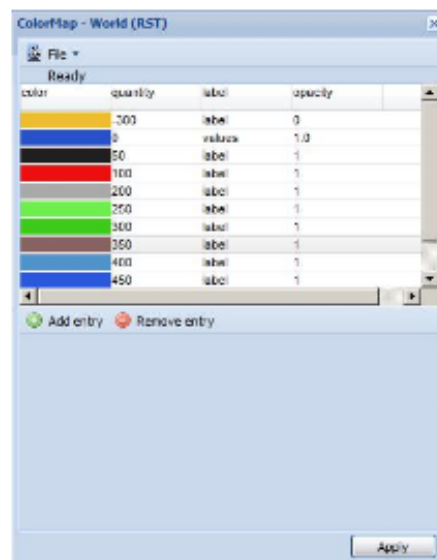 ColorMap - World (RST)
File
Ready
color quantity label opacity
-300 label 0
0 values 1.0
50 label 1
100 label 1
200 label 1
250 label 1
300 label 1
350 label 1
400 label 1
450 label 1
Add entry Remove entry
Apply